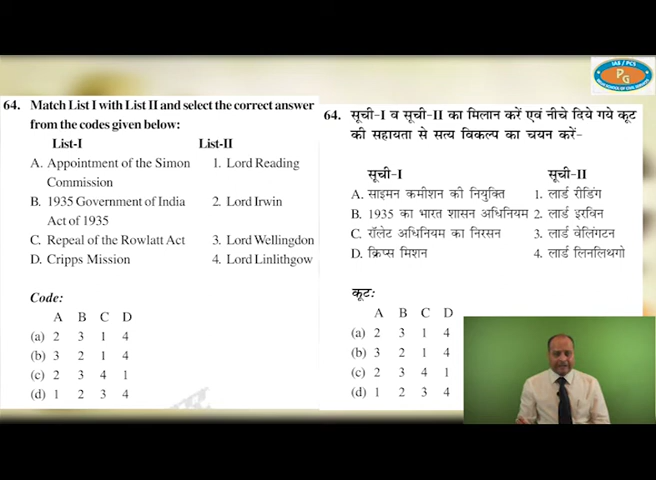 IAS / PCS
PG
64. Match List I with List II and select the correct answer
from the codes given below:
List-I List-II
A. Appointment of the Simon 1. Lord Reading
Commission
B. 1935 Government of India 2. Lord Irwin
Act of 1935
C. Repeal of the Rowlatt Act 3. Lord Wellingdon
D. Cripps Mission 4. Lord Linlithgow
Code:
A B C D
(a) 2 3 1 4
(b) 3 2 1 4
(c) 2 3 4 1
(d) 1 2 3 4
64. सूची-I व सूची-II का मिलान करें एवं नीचे दिये गये कूट
की सहायता से सत्य विकल्प का चयन करें-
सूची-I सूची-II
A. साइमन कमीशन की नियुक्ति 1. लार्ड रीडिंग
B. 1935 का भारत शासन अधिनियम 2. लार्ड इरविन
C. रॉलेट अधिनियम का निरसन 3. लार्ड वेलिंगटन
D. क्रिप्स मिशन 4. लार्ड लिनलिथगो
कूटः
A B C D
(a) 2 3 1 4
(b) 3 2 1 4
(c) 2 3 4 1
(d) 1 2 3 4